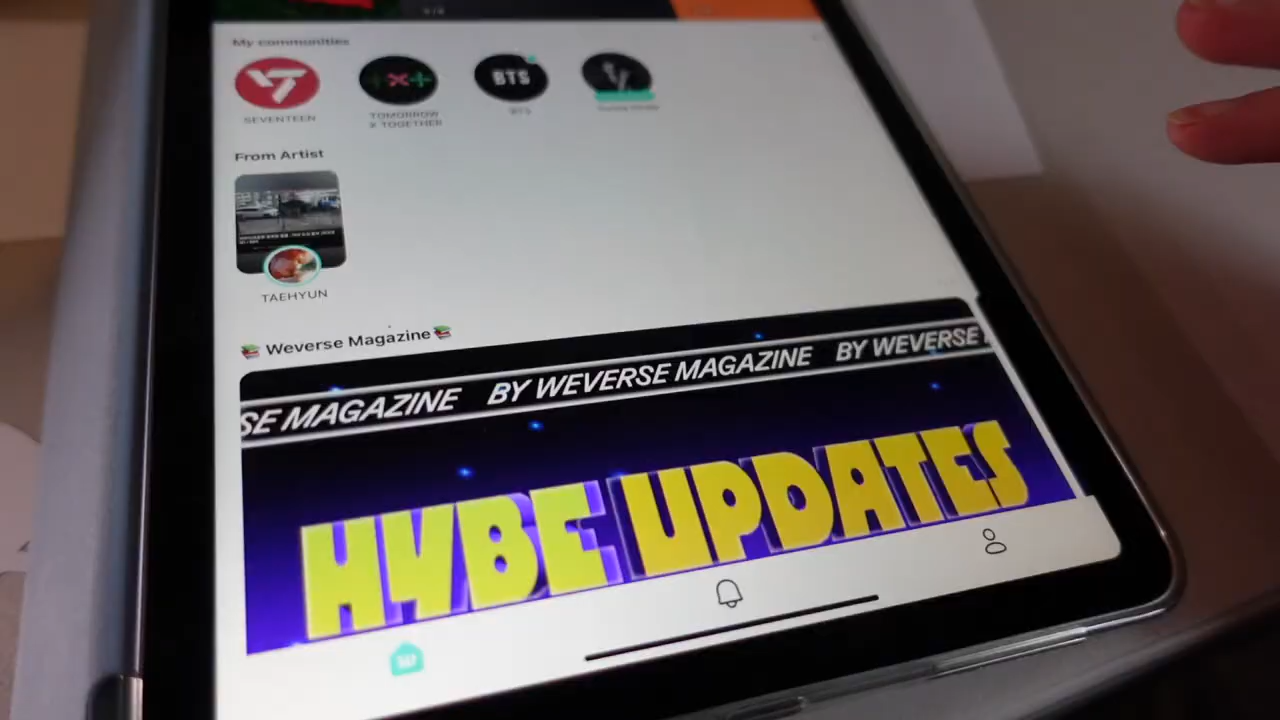 My communities
BTS
SEVENTEEN
TOMORROW
X TOGETHER
BTS
From Artist
TAEHYUN
Weverse Magazine
SE MAGAZINE BY WEVERSE MAGAZINE BY WEVERSE
HYBE UPDATES